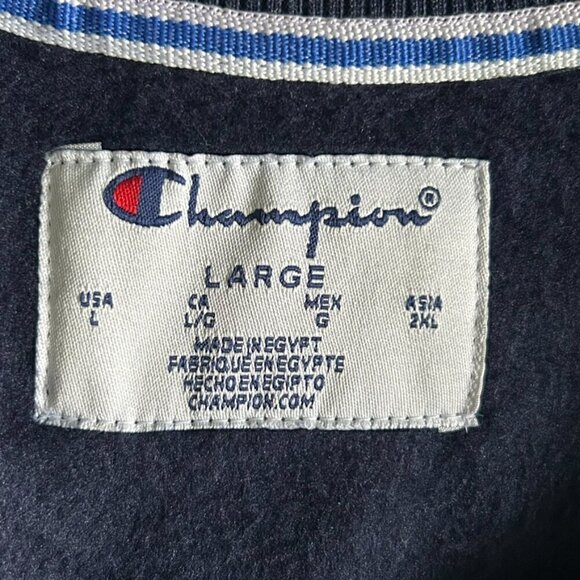 Champion®
LARGE
USA CA MEX ASIA
L L/G G 2XL
MADE IN EGYPT
FABRIQUE EN EGYPTE
HECHO EN EGIPTO
CHAMPION.COM